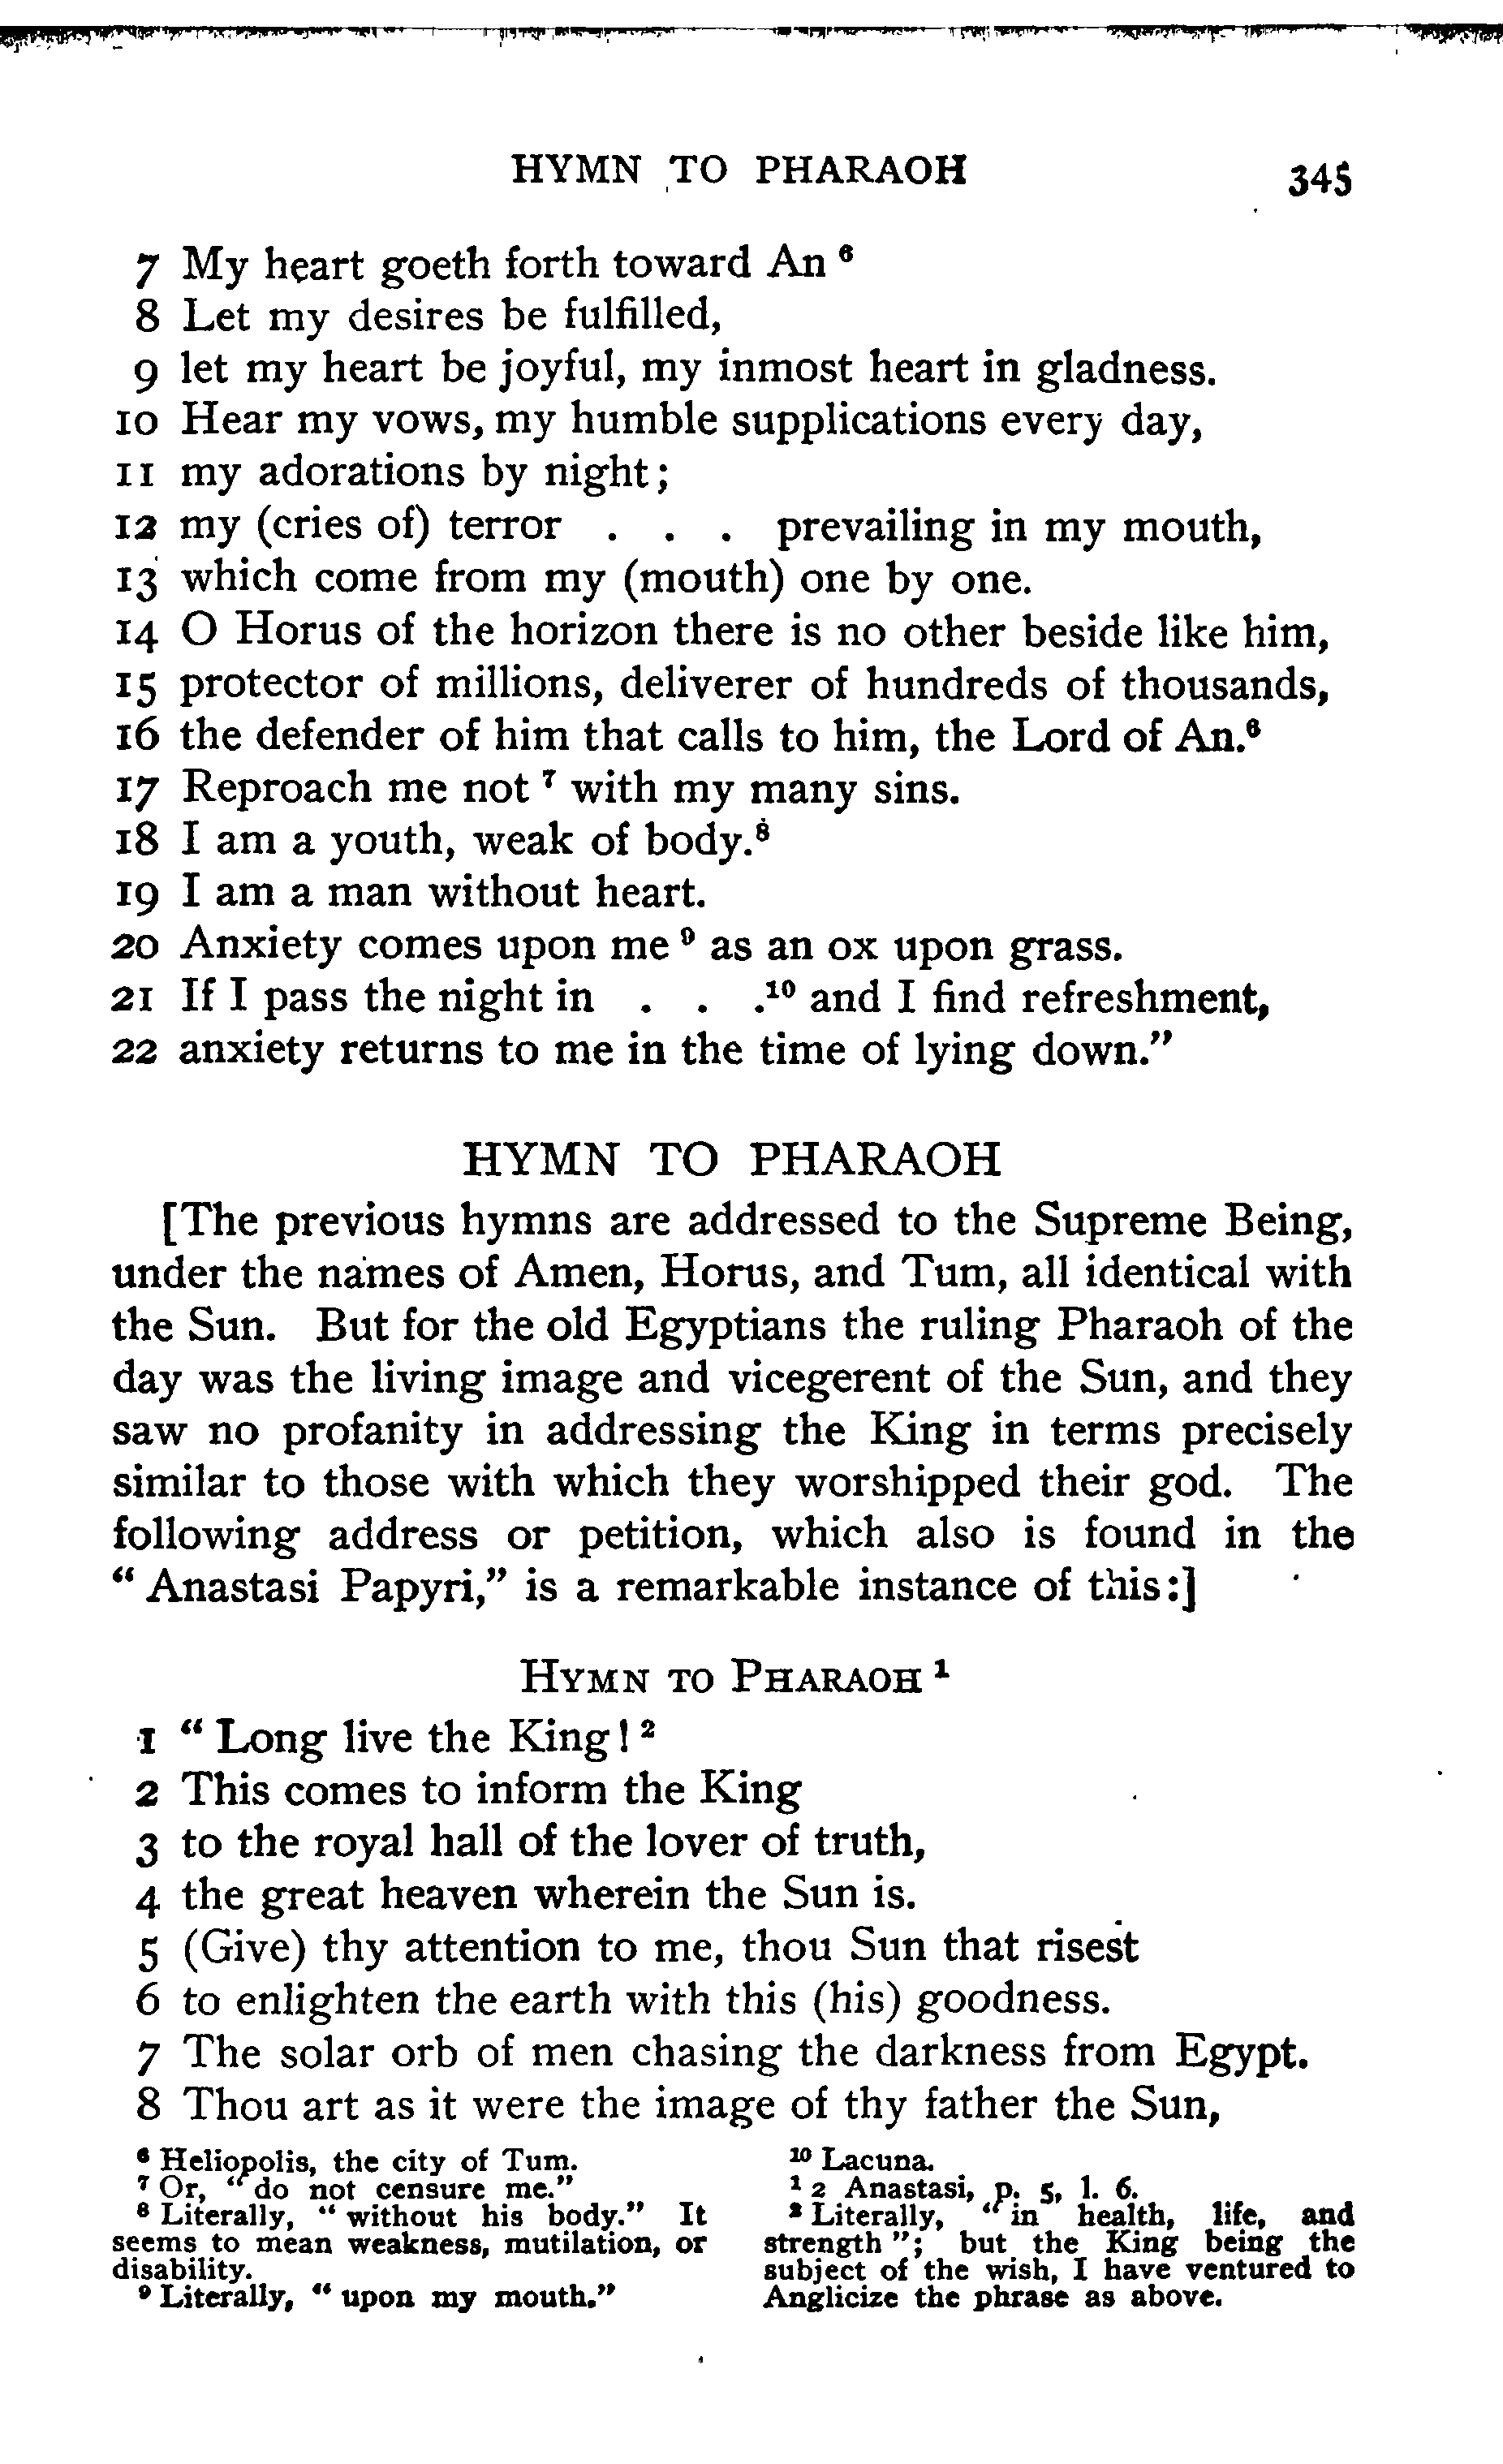 HYMN TO PHARAOH 345
7 My heart goeth forth toward An ⁶
8 Let my desires be fulfilled,
9 let my heart be joyful, my inmost heart in gladness.
10 Hear my vows, my humble supplications every day,
11 my adorations by night;
12 my (cries of) terror . . . prevailing in my mouth,
13 which come from my (mouth) one by one.
14 O Horus of the horizon there is no other beside like him,
15 protector of millions, deliverer of hundreds of thousands,
16 the defender of him that calls to him, the Lord of An.⁶
17 Reproach me not ⁷ with my many sins.
18 I am a youth, weak of body.⁸
19 I am a man without heart.
20 Anxiety comes upon me ⁹ as an ox upon grass.
21 If I pass the night in . . .¹⁰ and I find refreshment,
22 anxiety returns to me in the time of lying down.”
HYMN TO PHARAOH
[The previous hymns are addressed to the Supreme Being,
under the names of Amen, Horus, and Tum, all identical with
the Sun. But for the old Egyptians the ruling Pharaoh of the
day was the living image and vicegerent of the Sun, and they
saw no profanity in addressing the King in terms precisely
similar to those with which they worshipped their god. The
following address or petition, which also is found in the
“Anastasi Papyri,” is a remarkable instance of this:]
HYMN TO PHARAOH ¹
1 “Long live the King! ²
2 This comes to inform the King
3 to the royal hall of the lover of truth,
4 the great heaven wherein the Sun is.
5 (Give) thy attention to me, thou Sun that risest
6 to enlighten the earth with this (his) goodness.
7 The solar orb of men chasing the darkness from Egypt.
8 Thou art as it were the image of thy father the Sun,
⁶ Heliopolis, the city of Tum.
⁷ Or, “do not censure me.”
⁸ Literally, “without his body.” It
seems to mean weakness, mutilation, or
disability.
⁹ Literally, “upon my mouth.”
¹⁰ Lacuna.
¹ 2 Anastasi, p. 5, l. 6.
² Literally, “in health, life, and
strength”; but the King being the
subject of the wish, I have ventured to
Anglicize the phrase as above.